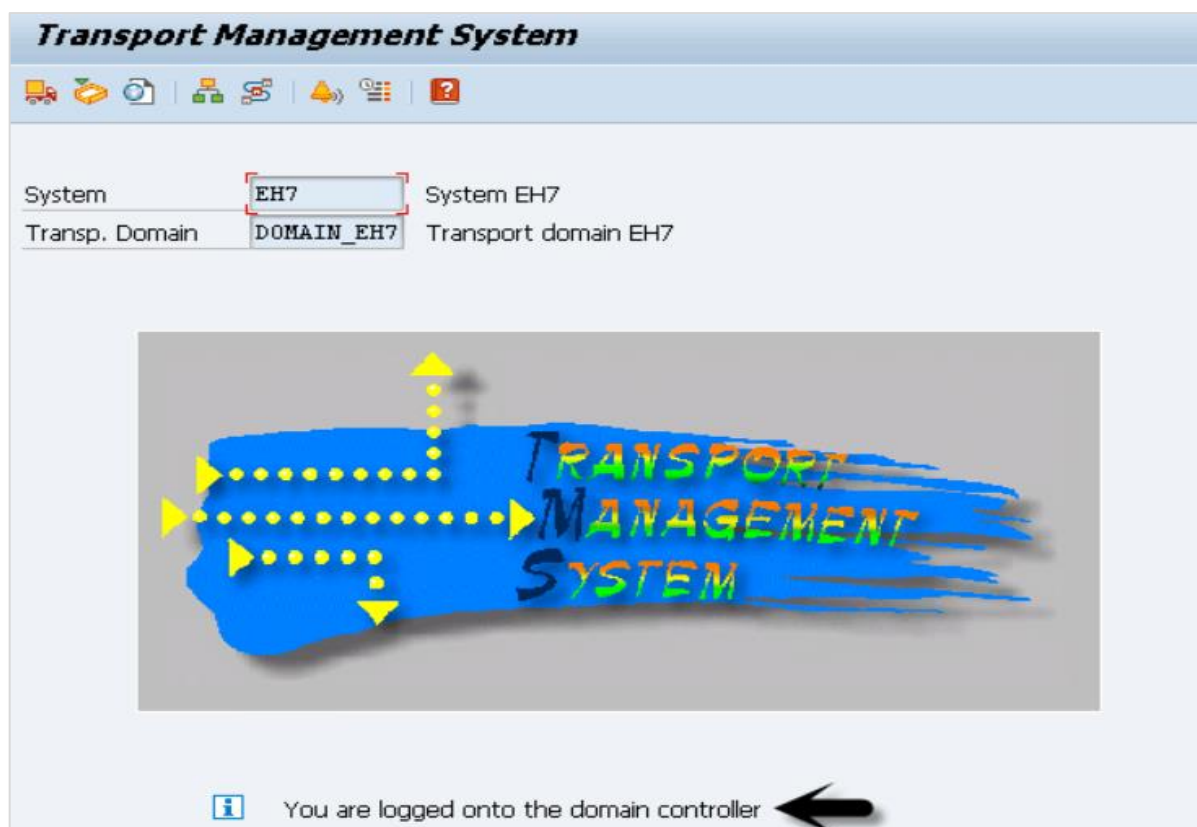 Transport Management System
System EH7 System EH7
Transp. Domain DOMAIN_EH7 Transport domain EH7
TRANSPORT
MANAGEMENT
SYSTEM
You are logged onto the domain controller